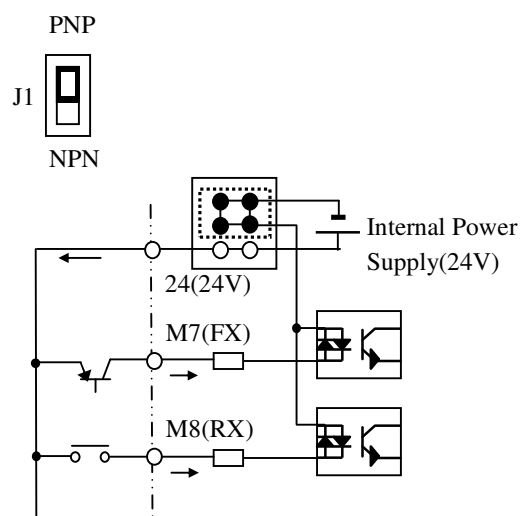 PNP
J1
NPN
Internal Power
Supply(24V)
24(24V)
M7(FX)
M8(RX)